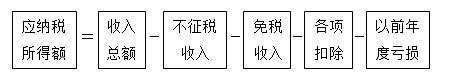 应纳税 = 收入 - 不征税 - 免税 - 各项 - 以前年
所得额 总额 收入 收入 扣除 度亏损